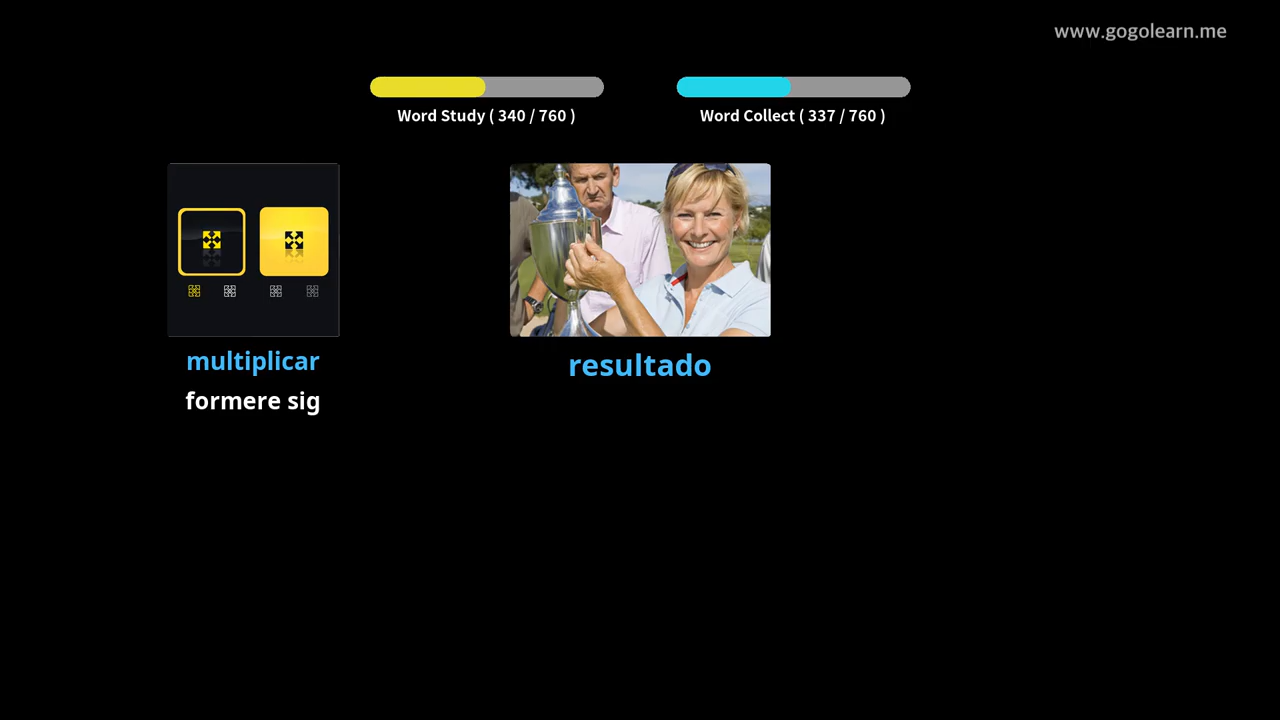 www.gogolearn.me
Word Study ( 340 / 760 )
Word Collect ( 337 / 760 )
multiplicar
formere sig
resultado